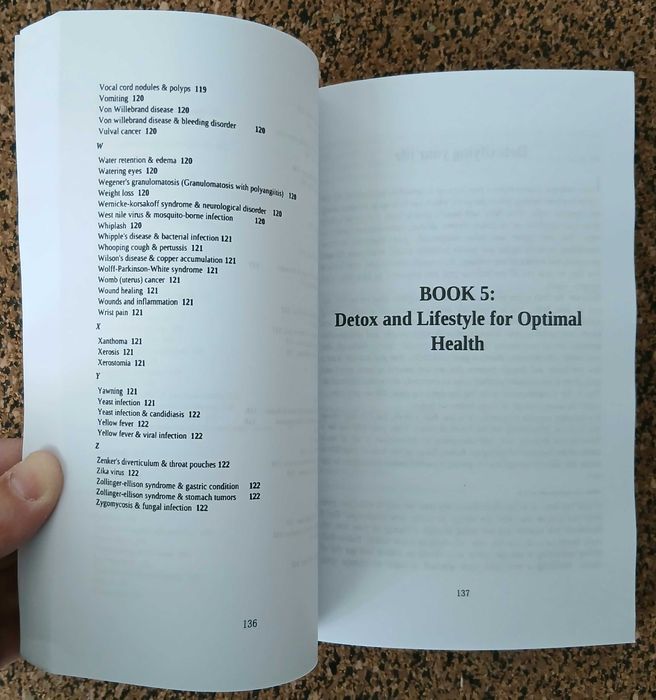 Vocal cord nodules & polyps 119
Vomiting 120
Von Willebrand disease 120
Von willebrand disease & bleeding disorder 120
Vulval cancer 120
W
Water retention & edema 120
Watering eyes 120
Wegener's granulomatosis (Granulomatosis with polyangiitis) 120
Weight loss 120
Wernicke-korsakoff syndrome & neurological disorder 120
West nile virus & mosquito-borne infection 120
Whiplash 120
Whipple's disease & bacterial infection 121
Whooping cough & pertussis 121
Wilson's disease & copper accumulation 121
Wolff-Parkinson-White syndrome 121
Womb (uterus) cancer 121
Wound healing 121
Wounds and inflammation 121
Wrist pain 121
X
Xanthoma 121
Xerosis 121
Xerostomia 121
Y
Yawning 121
Yeast infection 121
Yeast infection & candidiasis 122
Yellow fever 122
Yellow fever & viral infection 122
Z
Zenker's diverticulum & throat pouches 122
Zika virus 122
Zollinger-ellison syndrome & gastric condition 122
Zollinger-ellison syndrome & stomach tumors 122
Zygomycosis & fungal infection 122
136
BOOK 5:
Detox and Lifestyle for Optimal
Health
137